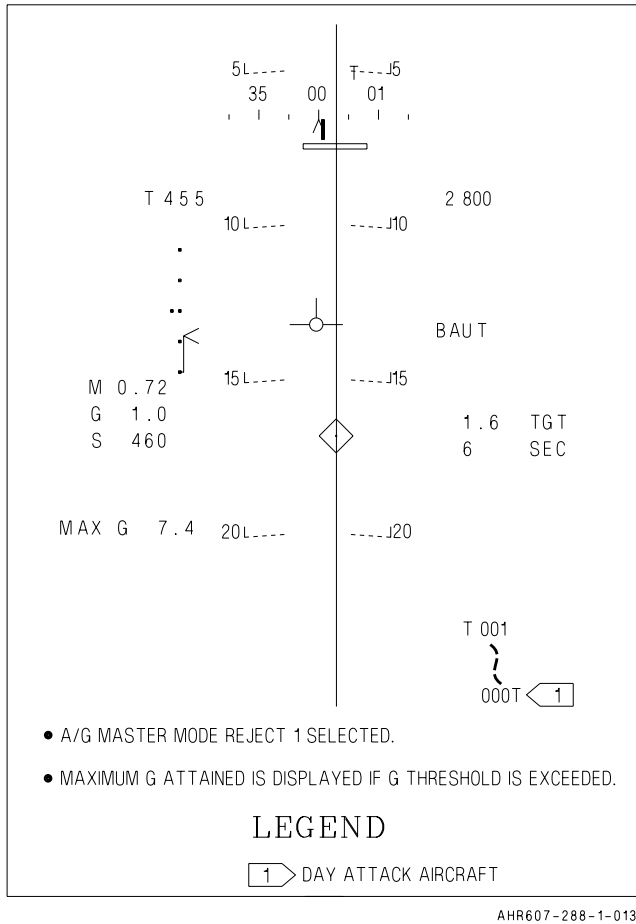 5 T 5
35 00 01
T 455 2 800
10 10
BAUT
M 0.72 15 15
G 1.0 1.6 TGT
S 460 6 SEC
MAX G 7.4 20 20
T 001
000T 1
• A/G MASTER MODE REJECT 1 SELECTED.
• MAXIMUM G ATTAINED IS DISPLAYED IF G THRESHOLD IS EXCEEDED.
LEGEND
1 DAY ATTACK AIRCRAFT
AHR607-288-1-013